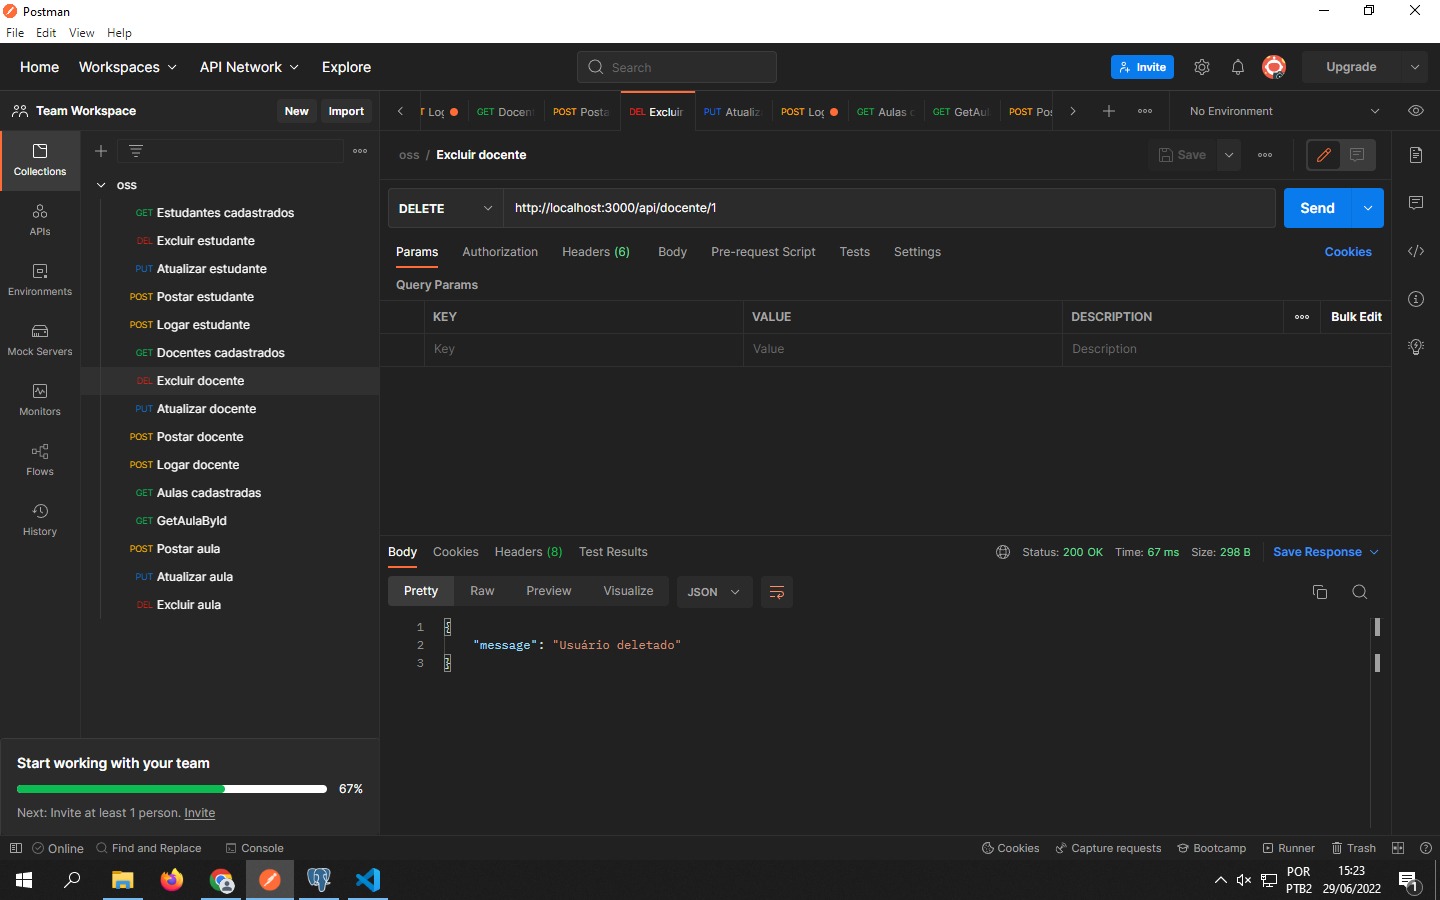 Postman
File Edit View Help
Home Workspaces API Network Explore Search Invite Upgrade
Team Workspace New Import
Log GET Docent POST Posta DEL Excluir PUT Atualiza POST Log GET Aulas c GET GetAul POST Pos No Environment
Collections
APIs
Environments
Mock Servers
Monitors
Flows
History
oss
GET Estudantes cadastrados
DEL Excluir estudante
PUT Atualizar estudante
POST Postar estudante
POST Logar estudante
GET Docentes cadastrados
DEL Excluir docente
PUT Atualizar docente
POST Postar docente
POST Logar docente
GET Aulas cadastradas
GET GetAulaById
POST Postar aula
PUT Atualizar aula
DEL Excluir aula
Start working with your team
67%
Next: Invite at least 1 person. Invite
oss / Excluir docente Save
DELETE http://localhost:3000/api/docente/1 Send
Params Authorization Headers (6) Body Pre-request Script Tests Settings Cookies
Query Params
KEY VALUE DESCRIPTION Bulk Edit
Key Value Description
Body Cookies Headers (8) Test Results Status: 200 OK Time: 67 ms Size: 298 B Save Response
Pretty Raw Preview Visualize JSON
1 {
2 "message": "Usuário deletado"
3 }
Online Find and Replace Console Cookies Capture requests Bootcamp Runner Trash
POR 15:23
PTB2 29/06/2022 1